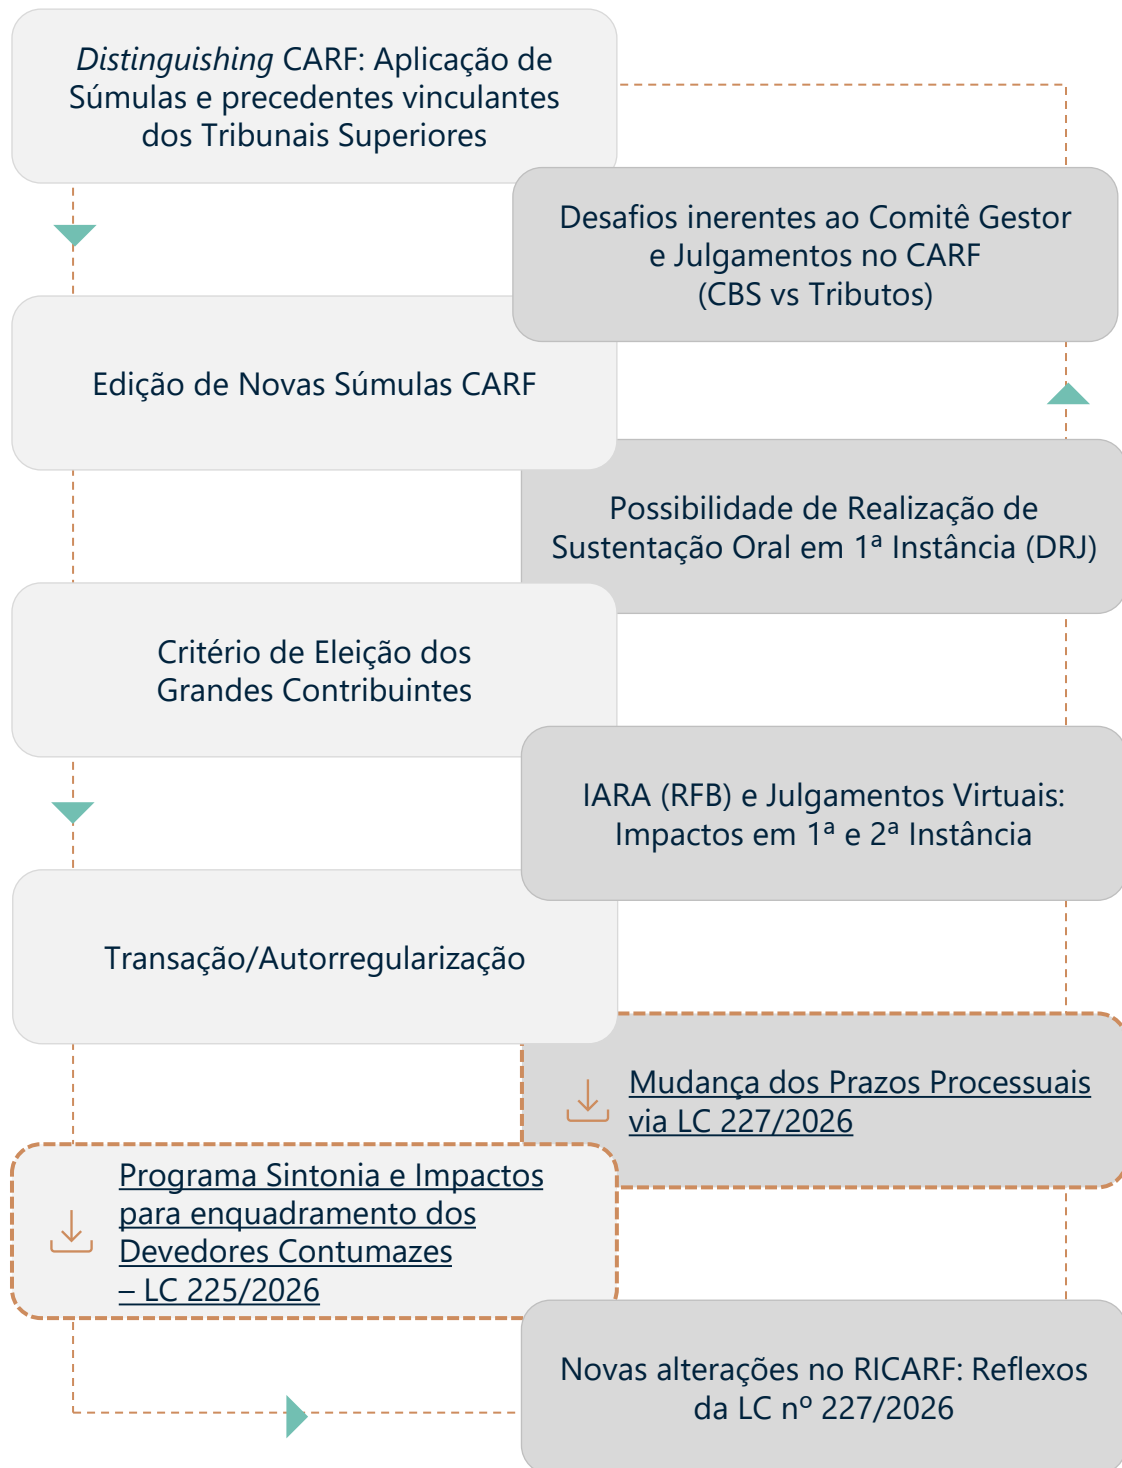 Distinguishing CARF: Aplicação de
Súmulas e precedentes vinculantes
dos Tribunais Superiores
Desafios inerentes ao Comitê Gestor
e Julgamentos no CARF
(CBS vs Tributos)
Edição de Novas Súmulas CARF
Possibilidade de Realização de
Sustentação Oral em 1ª Instância (DRJ)
Critério de Eleição dos
Grandes Contribuintes
IARA (RFB) e Julgamentos Virtuais:
Impactos em 1ª e 2ª Instância
Transação/Autorregularização
Mudança dos Prazos Processuais
via LC 227/2026
Programa Sintonia e Impactos
para enquadramento dos
Devedores Contumazes
– LC 225/2026
Novas alterações no RICARF: Reflexos
da LC nº 227/2026